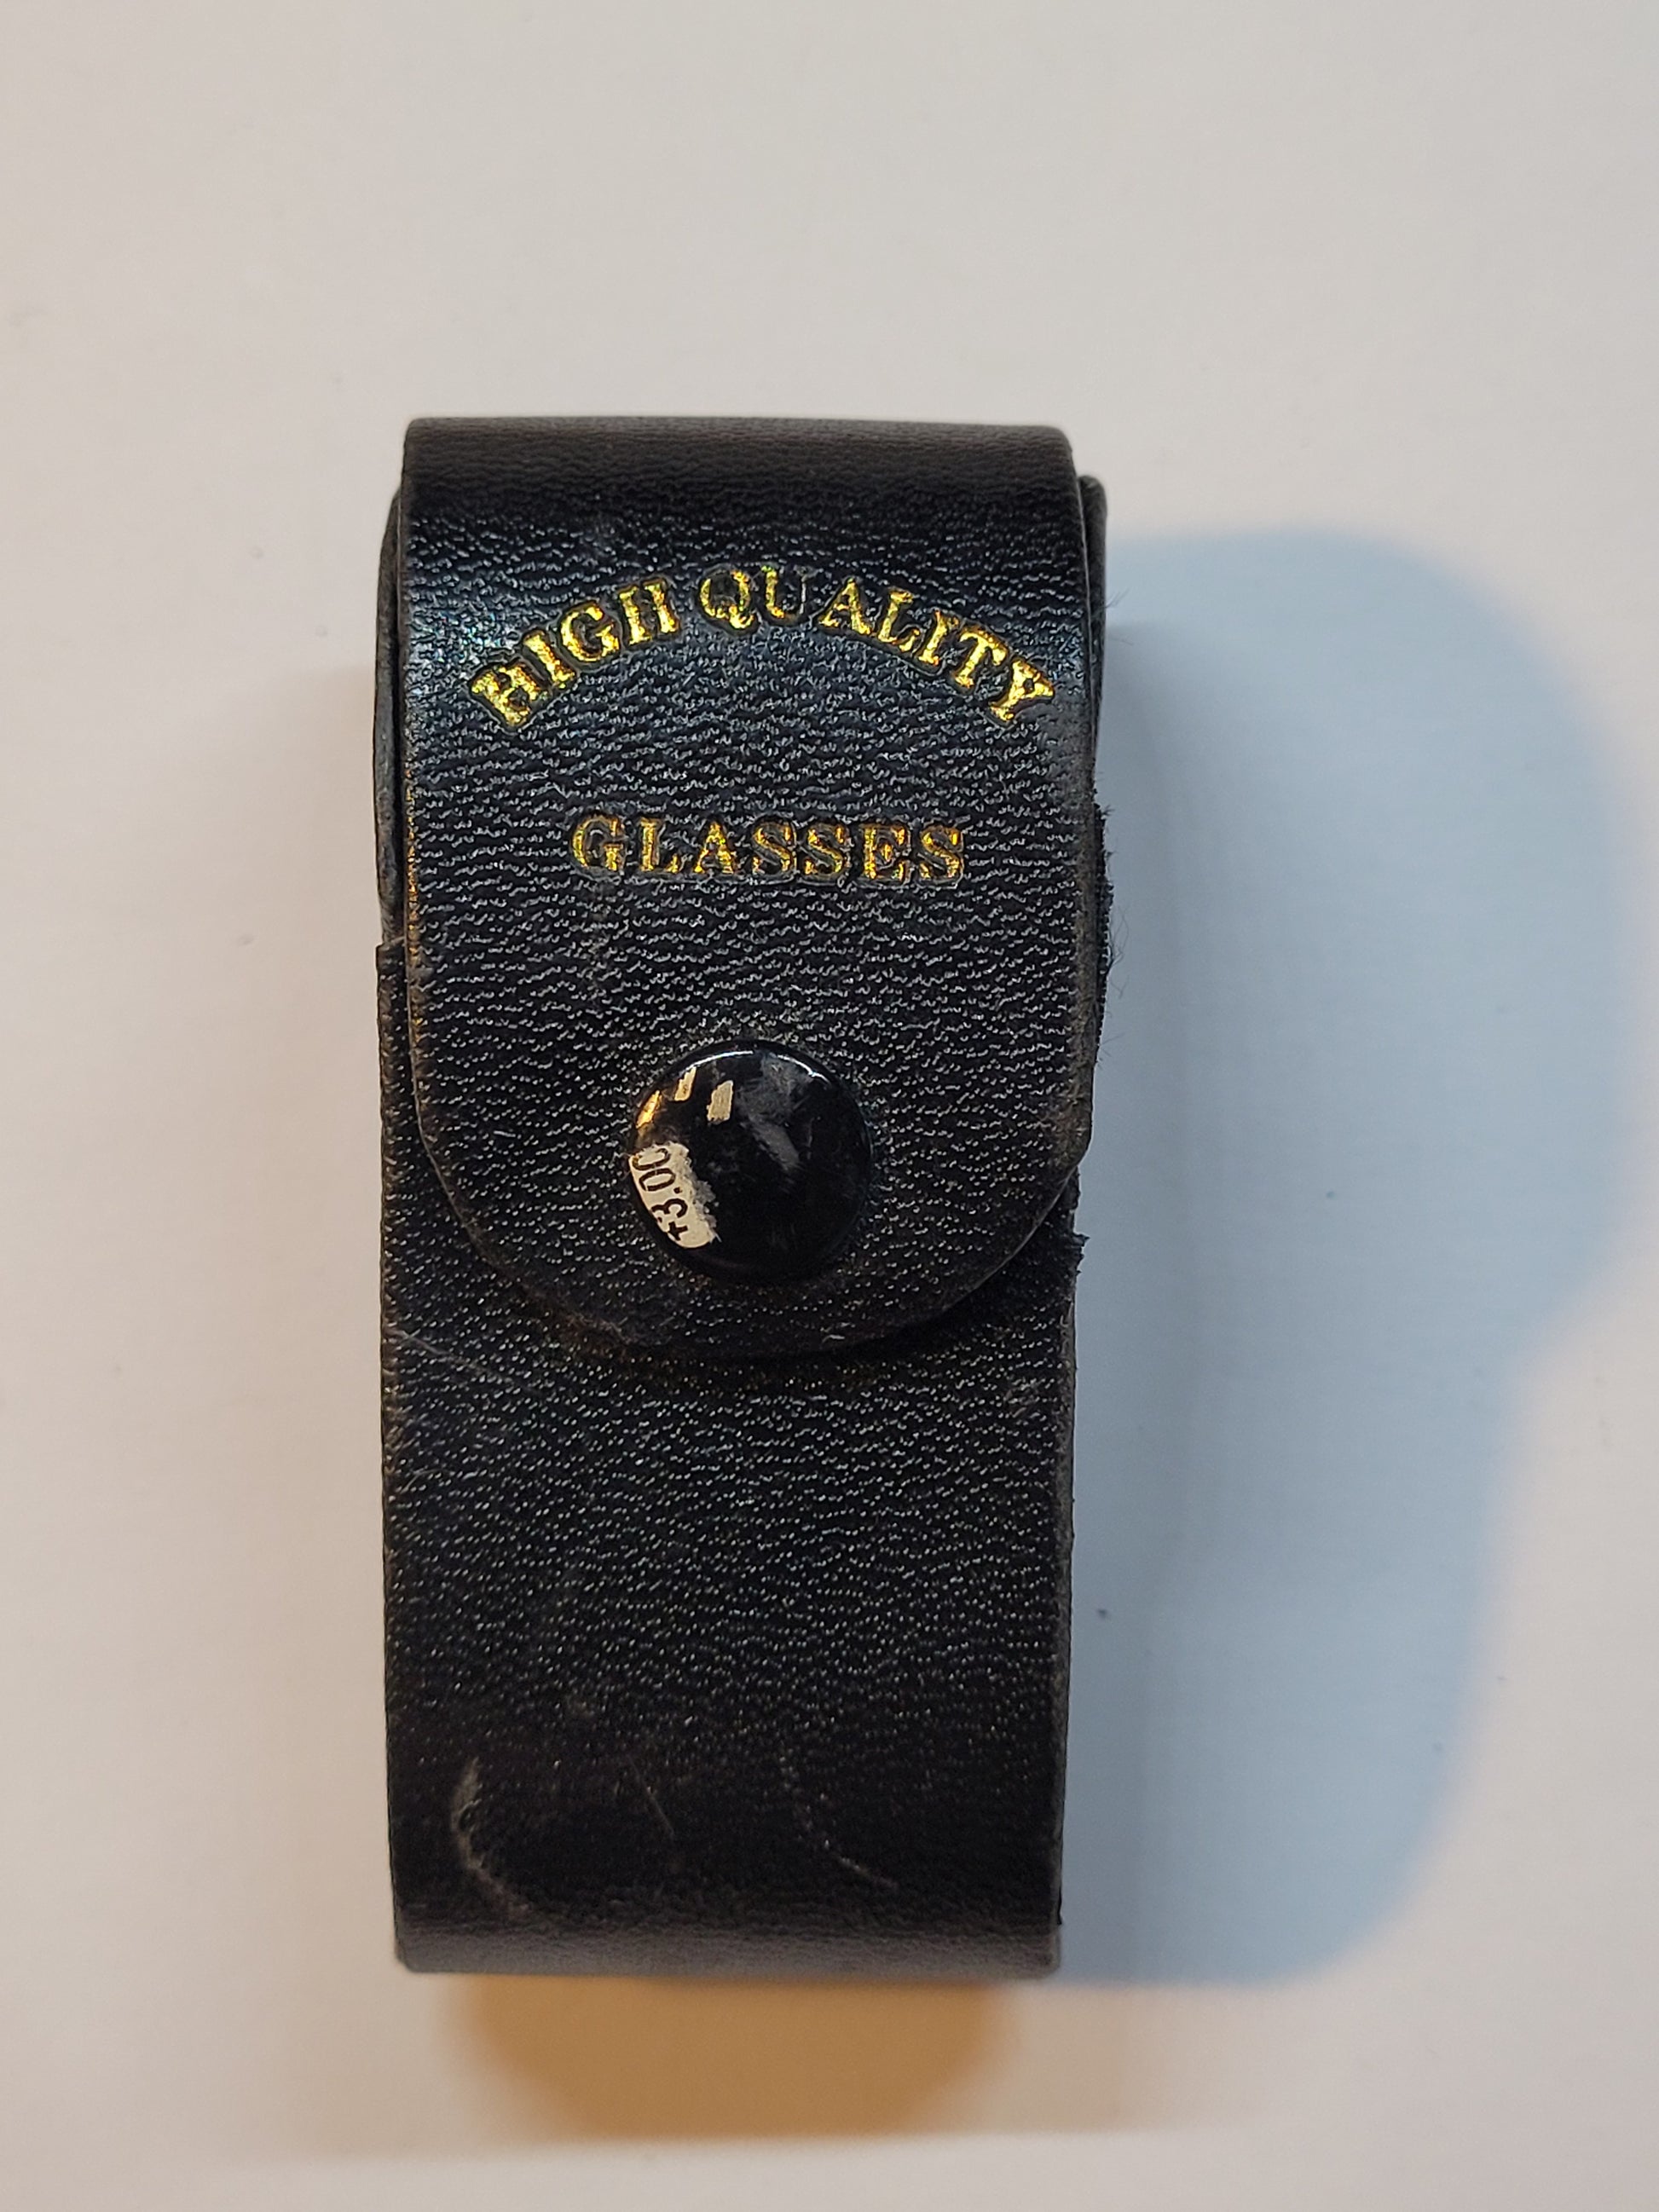 HIGH QUALITY
GLASSES
+3.00